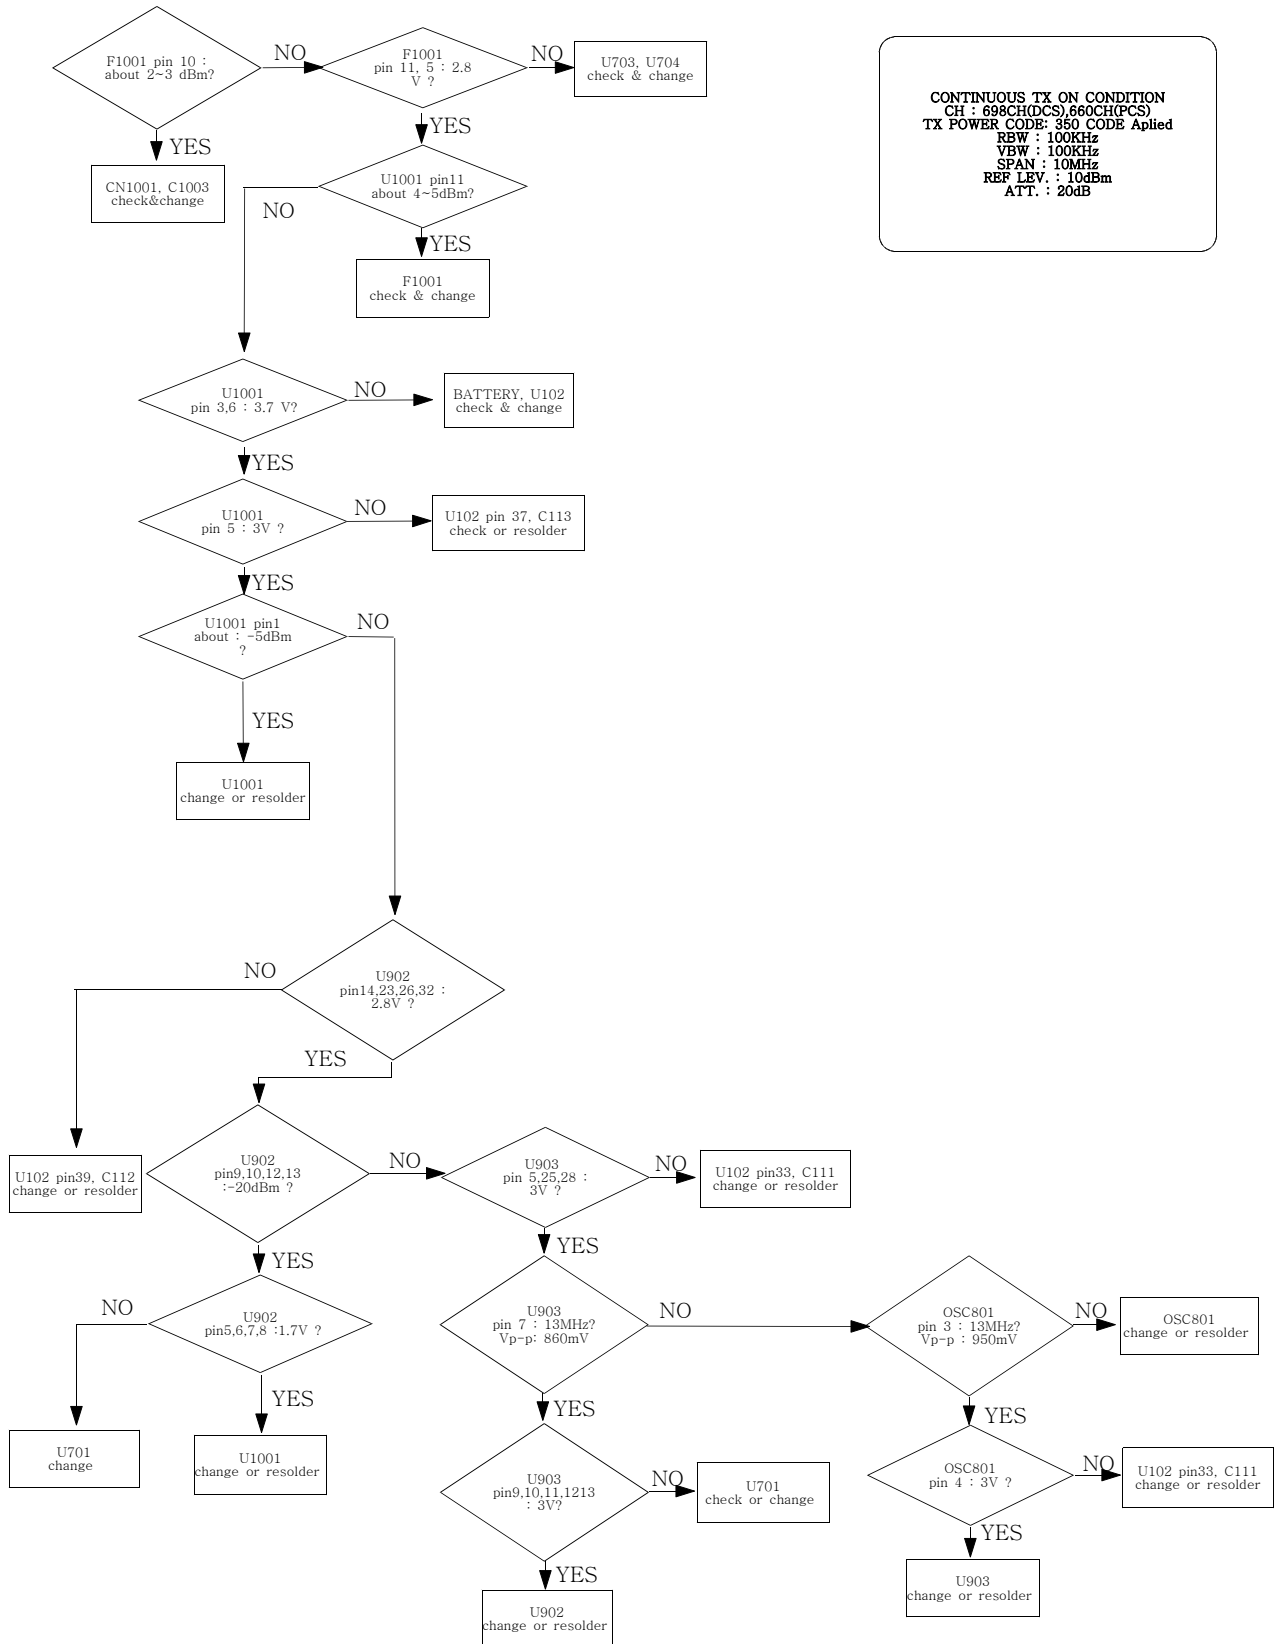 F1001 pin 10 :
about 2~3 dBm?
NO
F1001
pin 11, 5 : 2.8
V ?
NO
U703, U704
check & change
YES
CN1001, C1003
check&change
YES
U1001 pin11
about 4~5dBm?
NO
YES
F1001
check & change
CONTINUOUS TX ON CONDITION
CH : 698CH(DCS),660CH(PCS)
TX POWER CODE: 350 CODE Aplied
RBW : 100KHz
VBW : 100KHz
SPAN : 10MHz
REF LEV. : 10dBm
ATT. : 20dB
U1001
pin 3,6 : 3.7 V?
NO
BATTERY, U102
check & change
YES
U1001
pin 5 : 3V ?
NO
U102 pin 37, C113
check or resolder
YES
U1001 pin1
about : -5dBm
?
NO
YES
U1001
change or resolder
U902
pin14,23,26,32 :
2.8V ?
NO
YES
U102 pin39, C112
change or resolder
U902
pin9,10,12,13
:-20dBm ?
NO
U903
pin 5,25,28 :
3V ?
NO
U102 pin33, C111
change or resolder
YES
YES
U902
pin5,6,7,8 :1.7V ?
NO
YES
U701
change
U1001
change or resolder
U903
pin 7 : 13MHz?
Vp-p: 860mV
NO
OSC801
pin 3 : 13MHz?
Vp-p : 950mV
NO
OSC801
change or resolder
YES
YES
U903
pin9,10,11,1213
: 3V?
NO
U701
check or change
OSC801
pin 4 : 3V ?
NO
U102 pin33, C111
change or resolder
YES
U902
change or resolder
YES
U903
change or resolder